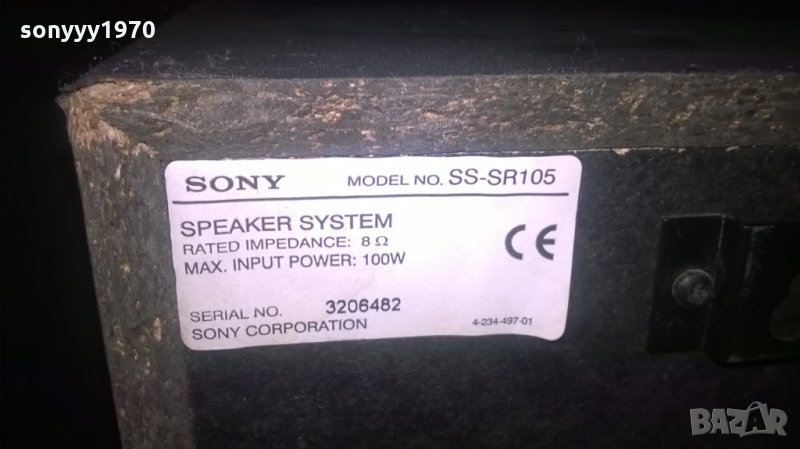 sonyyy1970
SONY MODEL NO. SS-SR105
SPEAKER SYSTEM
RATED IMPEDANCE: 8 Ω
MAX. INPUT POWER: 100W
CE
SERIAL NO. 3206482
SONY CORPORATION 4-234-497-01
BAZAR